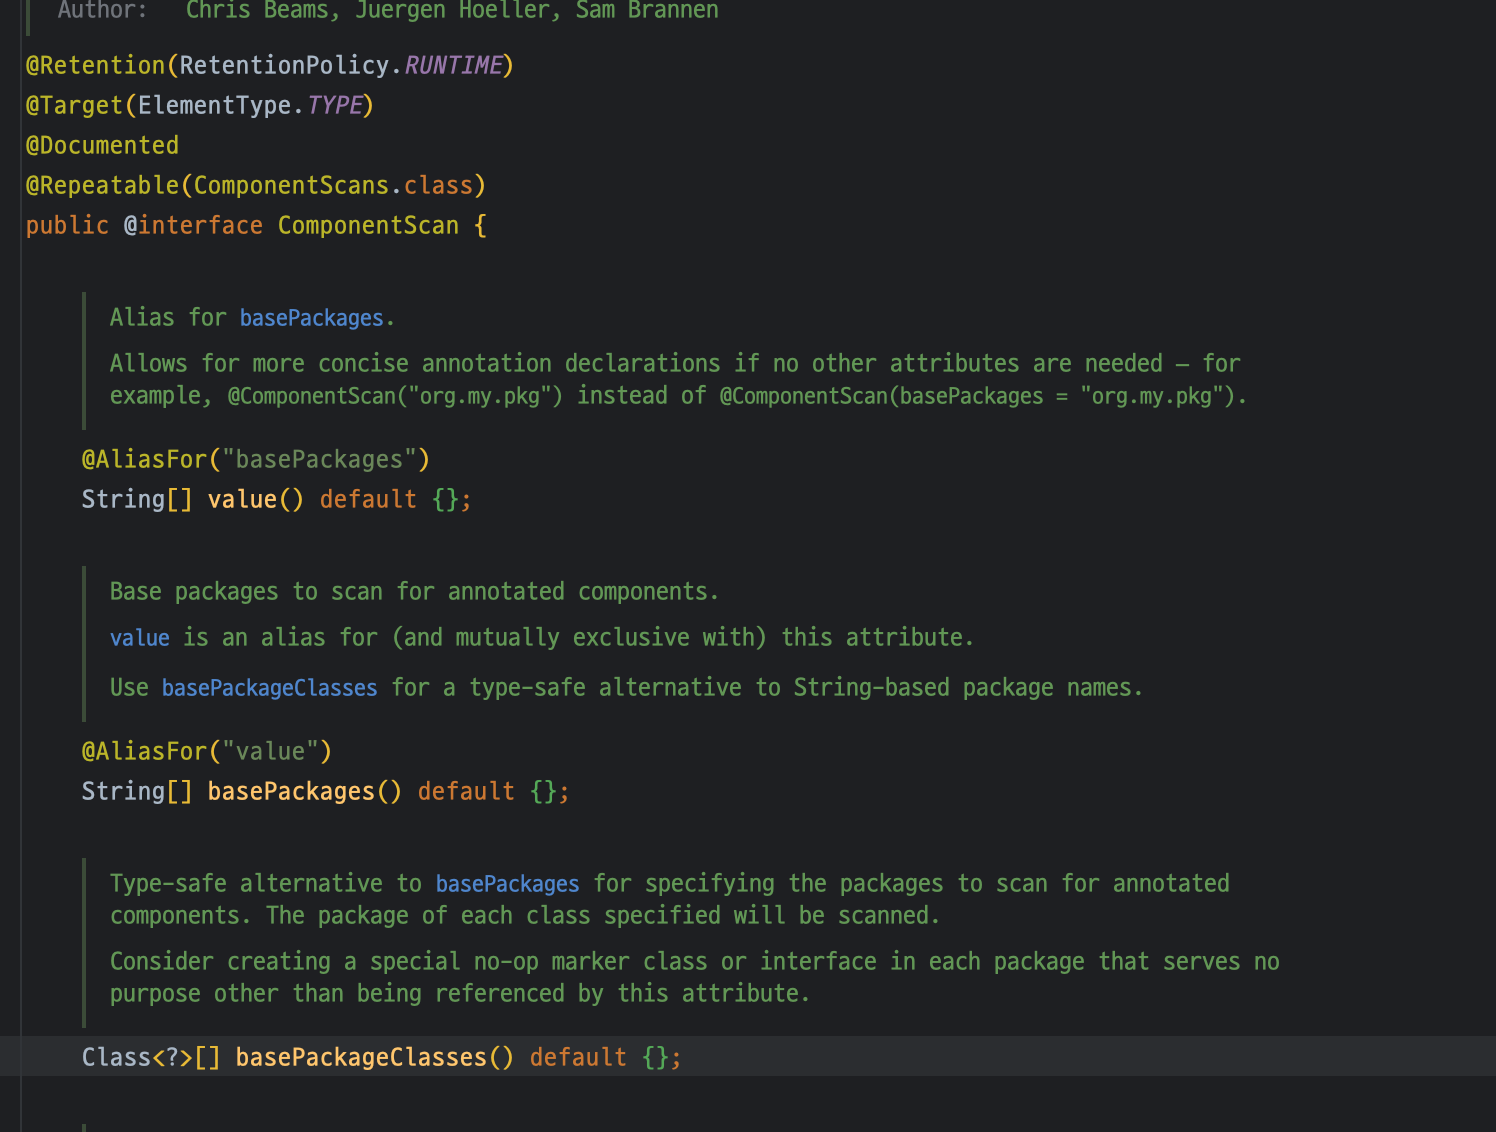 Author: Chris Beams, Juergen Hoeller, Sam Brannen
@Retention(RetentionPolicy.RUNTIME)
@Target(ElementType.TYPE)
@Documented
@Repeatable(ComponentScans.class)
public @interface ComponentScan {
Alias for basePackages.
Allows for more concise annotation declarations if no other attributes are needed — for
example, @ComponentScan("org.my.pkg") instead of @ComponentScan(basePackages = "org.my.pkg").
@AliasFor("basePackages")
String[] value() default {};
Base packages to scan for annotated components.
value is an alias for (and mutually exclusive with) this attribute.
Use basePackageClasses for a type-safe alternative to String-based package names.
@AliasFor("value")
String[] basePackages() default {};
Type-safe alternative to basePackages for specifying the packages to scan for annotated
components. The package of each class specified will be scanned.
Consider creating a special no-op marker class or interface in each package that serves no
purpose other than being referenced by this attribute.
Class<?>[] basePackageClasses() default {};